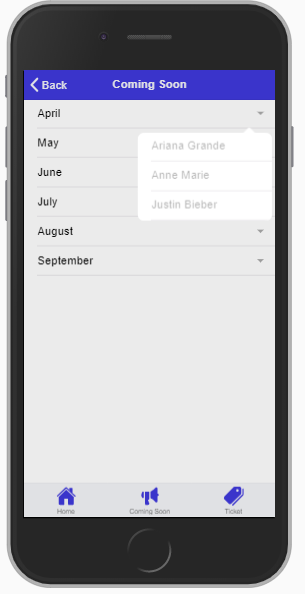 Back
Coming Soon
April
May
Ariana Grande
June
Anne Marie
July
Justin Bieber
August
September
Home
Coming Soon
Ticket